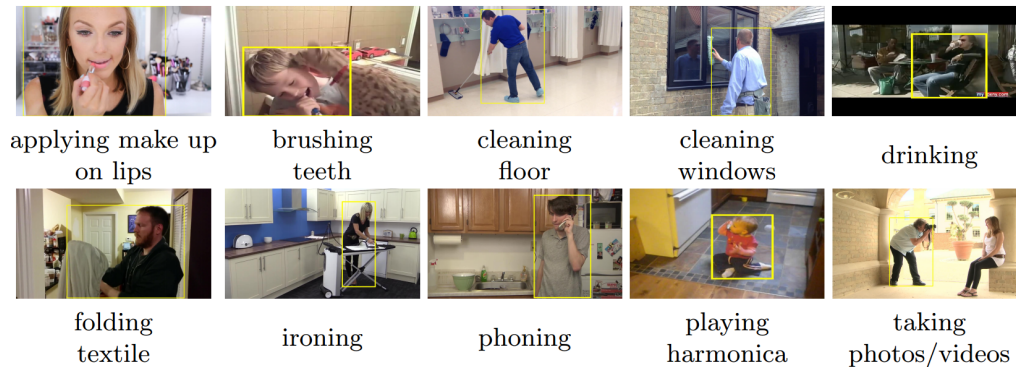 applying make up
on lips
brushing
teeth
cleaning
floor
cleaning
windows
drinking
folding
textile
ironing
phoning
playing
harmonica
taking
photos/videos